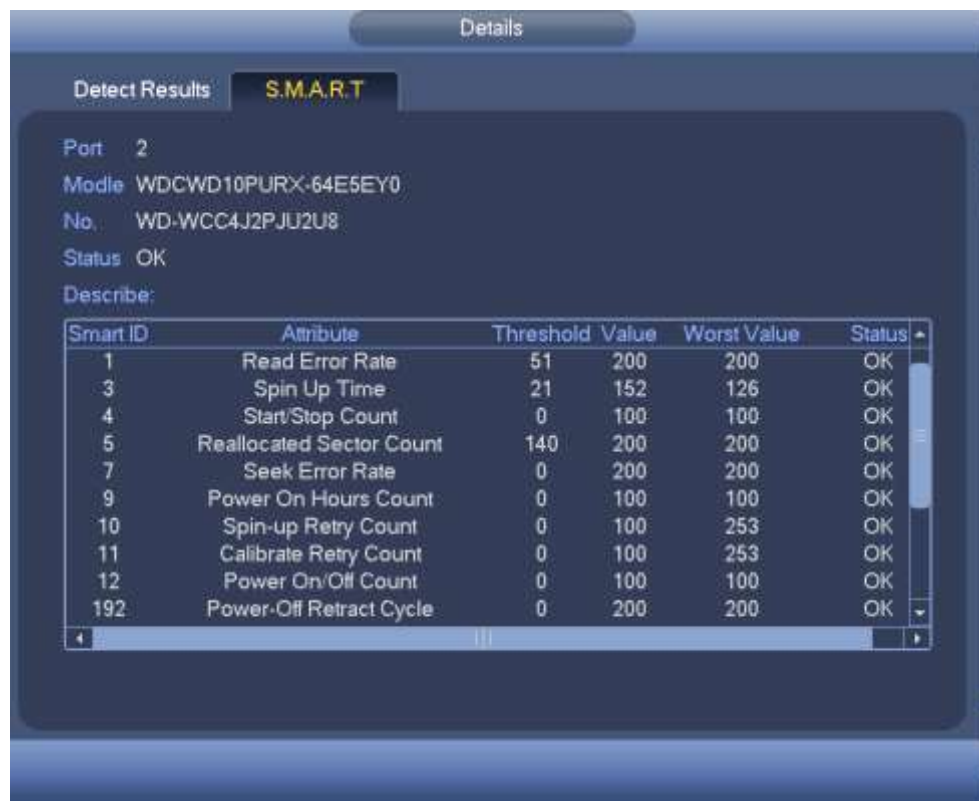 Details
Detect Results S.M.A.R.T
Port 2
Modle WDCWD10PURX-64E5EY0
No. WD-WCC4J2PJU2U8
Status OK
Describe:
Smart ID Attribute Threshold Value Worst Value Status
1 Read Error Rate 51 200 200 OK
3 Spin Up Time 21 152 126 OK
4 Start/Stop Count 0 100 100 OK
5 Reallocated Sector Count 140 200 200 OK
7 Seek Error Rate 0 200 200 OK
9 Power On Hours Count 0 100 100 OK
10 Spin-up Retry Count 0 100 253 OK
11 Calibrate Retry Count 0 100 253 OK
12 Power On/Off Count 0 100 100 OK
192 Power-Off Retract Cycle 0 200 200 OK